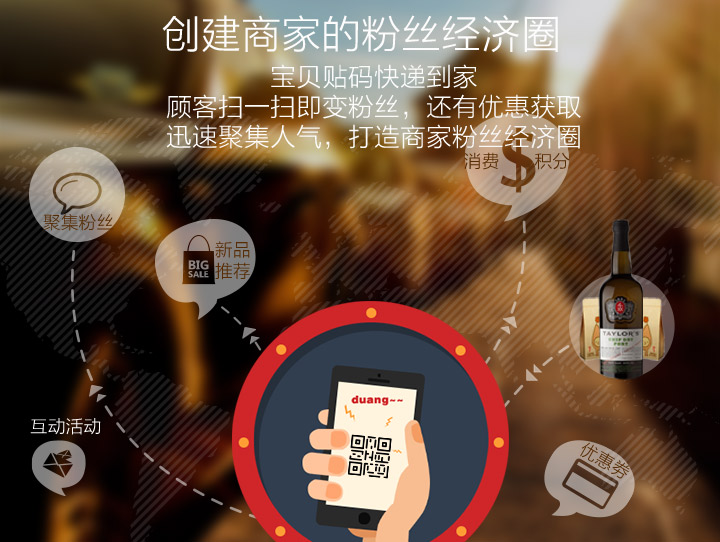 创建商家的粉丝经济圈
宝贝贴码快递到家
顾客扫一扫即变粉丝，还有优惠获取
迅速聚集人气，打造商家粉丝经济圈
消费 $ 积分
聚集粉丝
新品
推荐
BIG
SALE
TAYLOR'S
CHIP DRY
PORT
duang~~
互动活动
优惠券